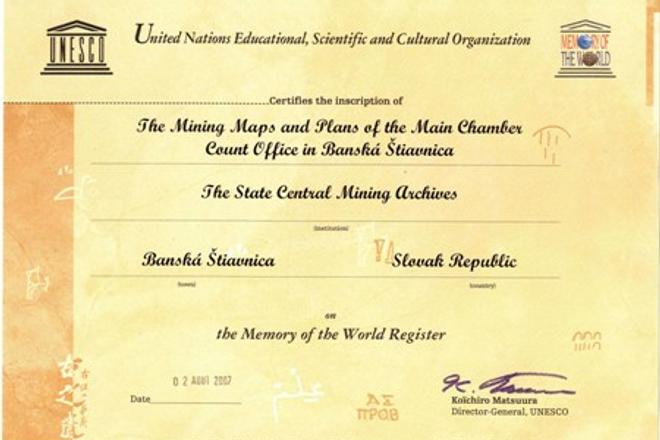 UNESCO
United Nations Educational, Scientific and Cultural Organization
MEMORY OF
THE WORLD
Certifies the inscription of
The Mining Maps and Plans of the Main Chamber
Count Office in Banská Štiavnica
The State Central Mining Archives
(institution)
Banská Štiavnica
Slovak Republic
(town)
(country)
on
the Memory of the World Register
02 AOUT 2007
Date
Koïchiro Matsuura
Director-General, UNESCO
ΠΡΟΒ